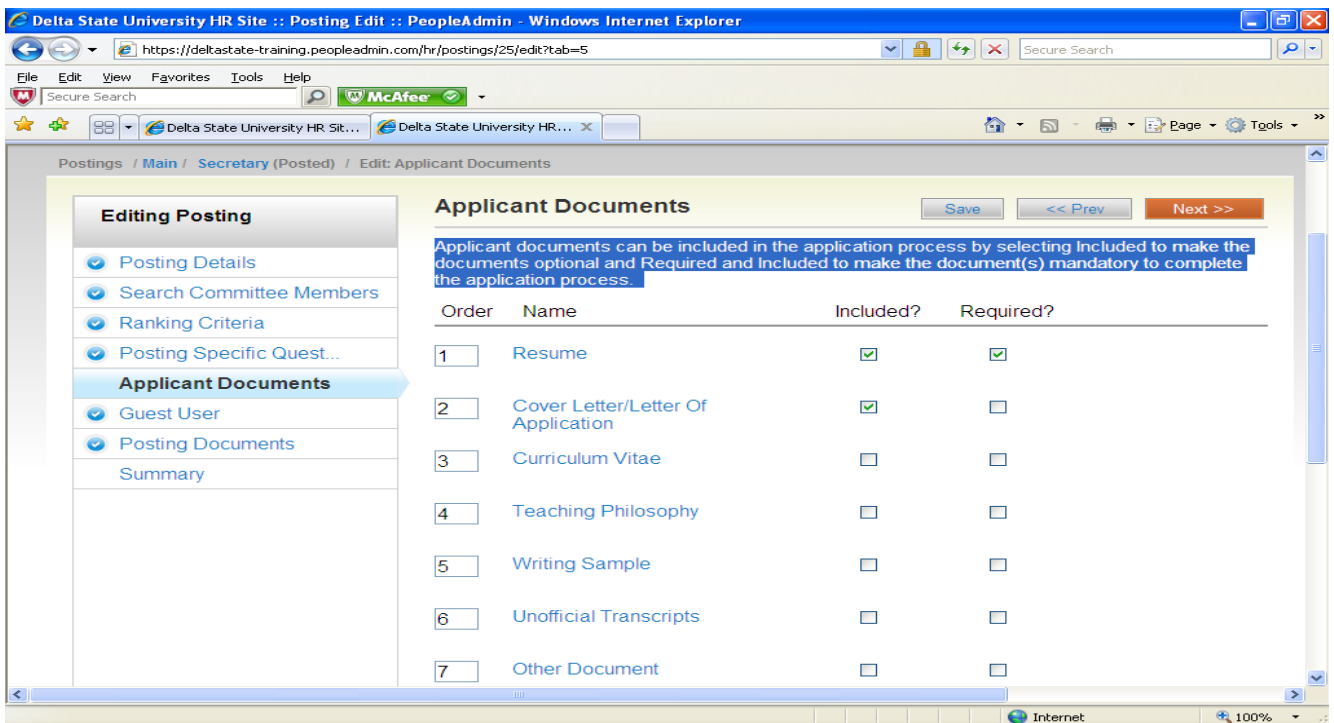 Delta State University HR Site :: Posting Edit :: PeopleAdmin - Windows Internet Explorer
https://deltastate-training.peopleadmin.com/hr/postings/25/edit?tab=5
Secure Search
File Edit View Favorites Tools Help
Secure Search McAfee
Delta State University HR Sit... Delta State University HR... Page Tools
Postings / Main / Secretary (Posted) / Edit: Applicant Documents
Editing Posting
Posting Details
Search Committee Members
Ranking Criteria
Posting Specific Quest...
Applicant Documents
Guest User
Posting Documents
Summary
Applicant Documents Save << Prev Next >>
Applicant documents can be included in the application process by selecting Included to make the
documents optional and Required and Included to make the document(s) mandatory to complete
the application process.
Order Name Included? Required?
1 Resume
2 Cover Letter/Letter Of
Application
3 Curriculum Vitae
4 Teaching Philosophy
5 Writing Sample
6 Unofficial Transcripts
7 Other Document
Internet 100%